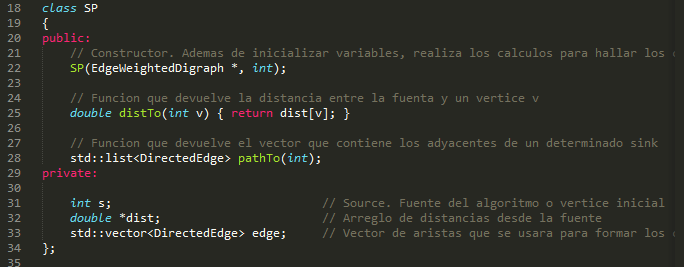 18 class SP
19 {
20 public:
21 // Constructor. Ademas de inicializar variables, realiza los calculos para hallar los
22 SP(EdgeWeightedDigraph *, int);
23
24 // Funcion que devuelve la distancia entre la fuenta y un vertice v
25 double distTo(int v) { return dist[v]; }
26
27 // Funcion que devuelve el vector que contiene los adyacentes de un determinado sink
28 std::list<DirectedEdge> pathTo(int);
29 private:
30
31 int s; // Source. Fuente del algoritmo o vertice inicial
32 double *dist; // Arreglo de distancias desde la fuente
33 std::vector<DirectedEdge> edge; // Vector de aristas que se usara para formar los
34 };
35